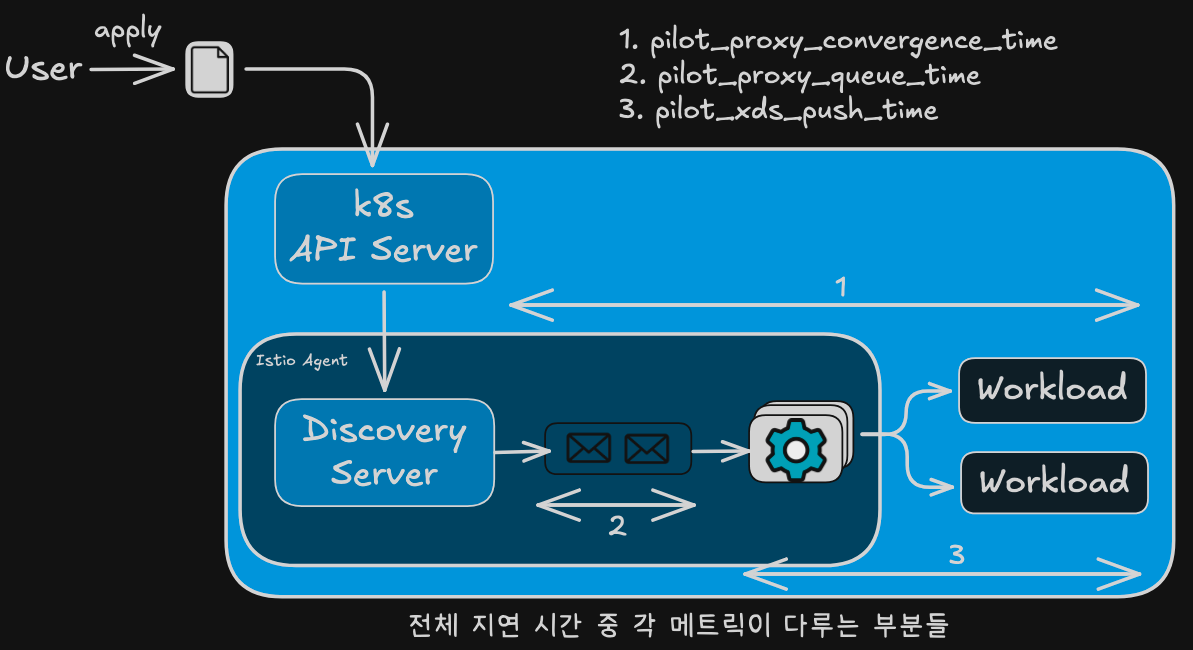 apply
User
1. pilot_proxy_convergence_time
2. pilot_proxy_queue_time
3. pilot_xds_push_time
k8s
API Server
1
Istio Agent
Discovery
Server
2
Workload
Workload
3
전체 지연 시간 중 각 메트릭이 다루는 부분들